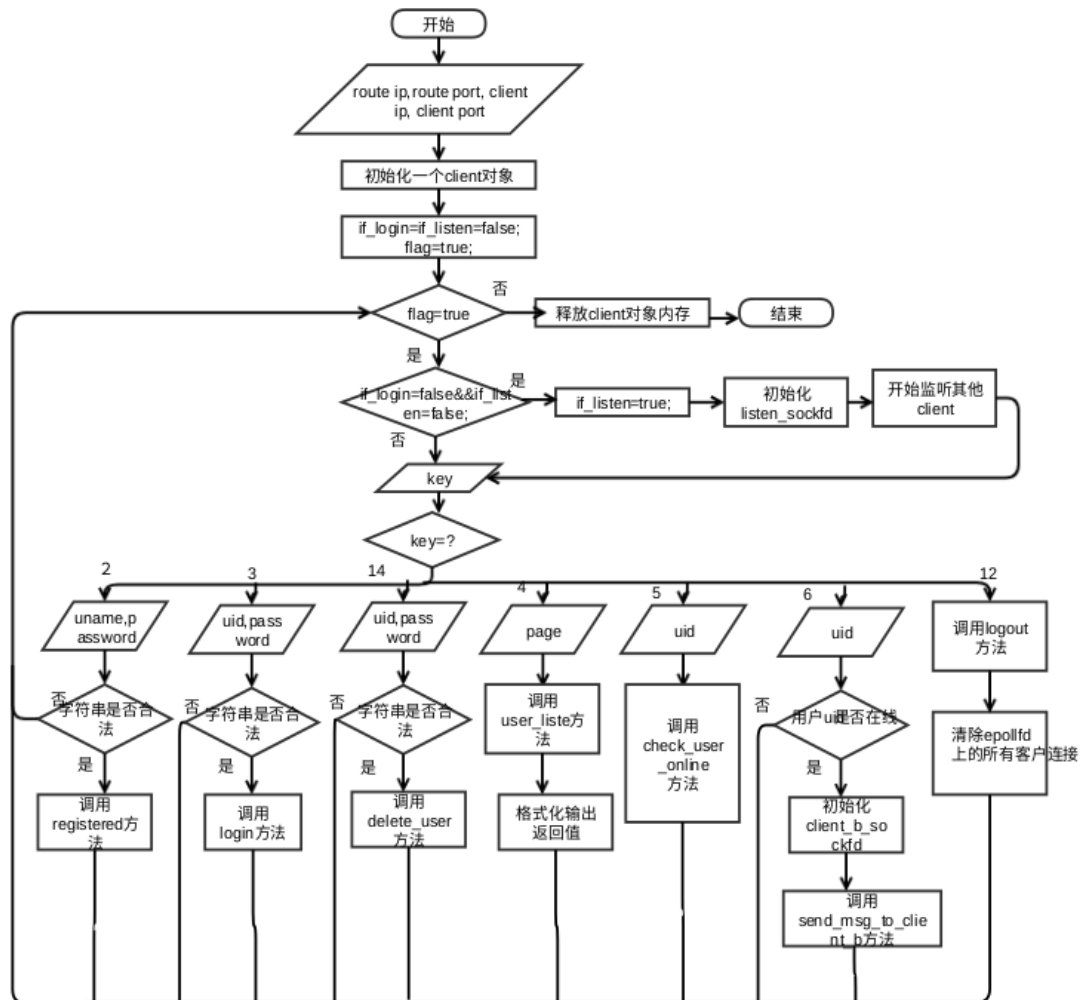 开始
route ip,route port, client
ip, client port
初始化一个client对象
if_login=if_listen=false;
flag=true;
flag=true
否
释放client对象内存
结束
是
if_login=false&&if_list
en=false;
是
if_listen=true;
初始化
listen_sockfd
开始监听其他
client
否
key
key=?
2
3
14
4
5
6
12
uname,p
assword
uid,pass
word
uid,pass
word
page
uid
uid
调用logout
方法
否
字符串是否合
法
否
字符串是否合
法
否
字符串是否合
法
调用
user_liste方
法
调用
check_user
_online
方法
否
用户uid是否在线
清除epollfd
上的所有客户连接
是
调用
registered方
法
是
调用
login方法
是
调用
delete_user
方法
格式化输出
返回值
是
初始化
client_b_so
ckfd
调用
send_msg_to_clie
nt_b方法